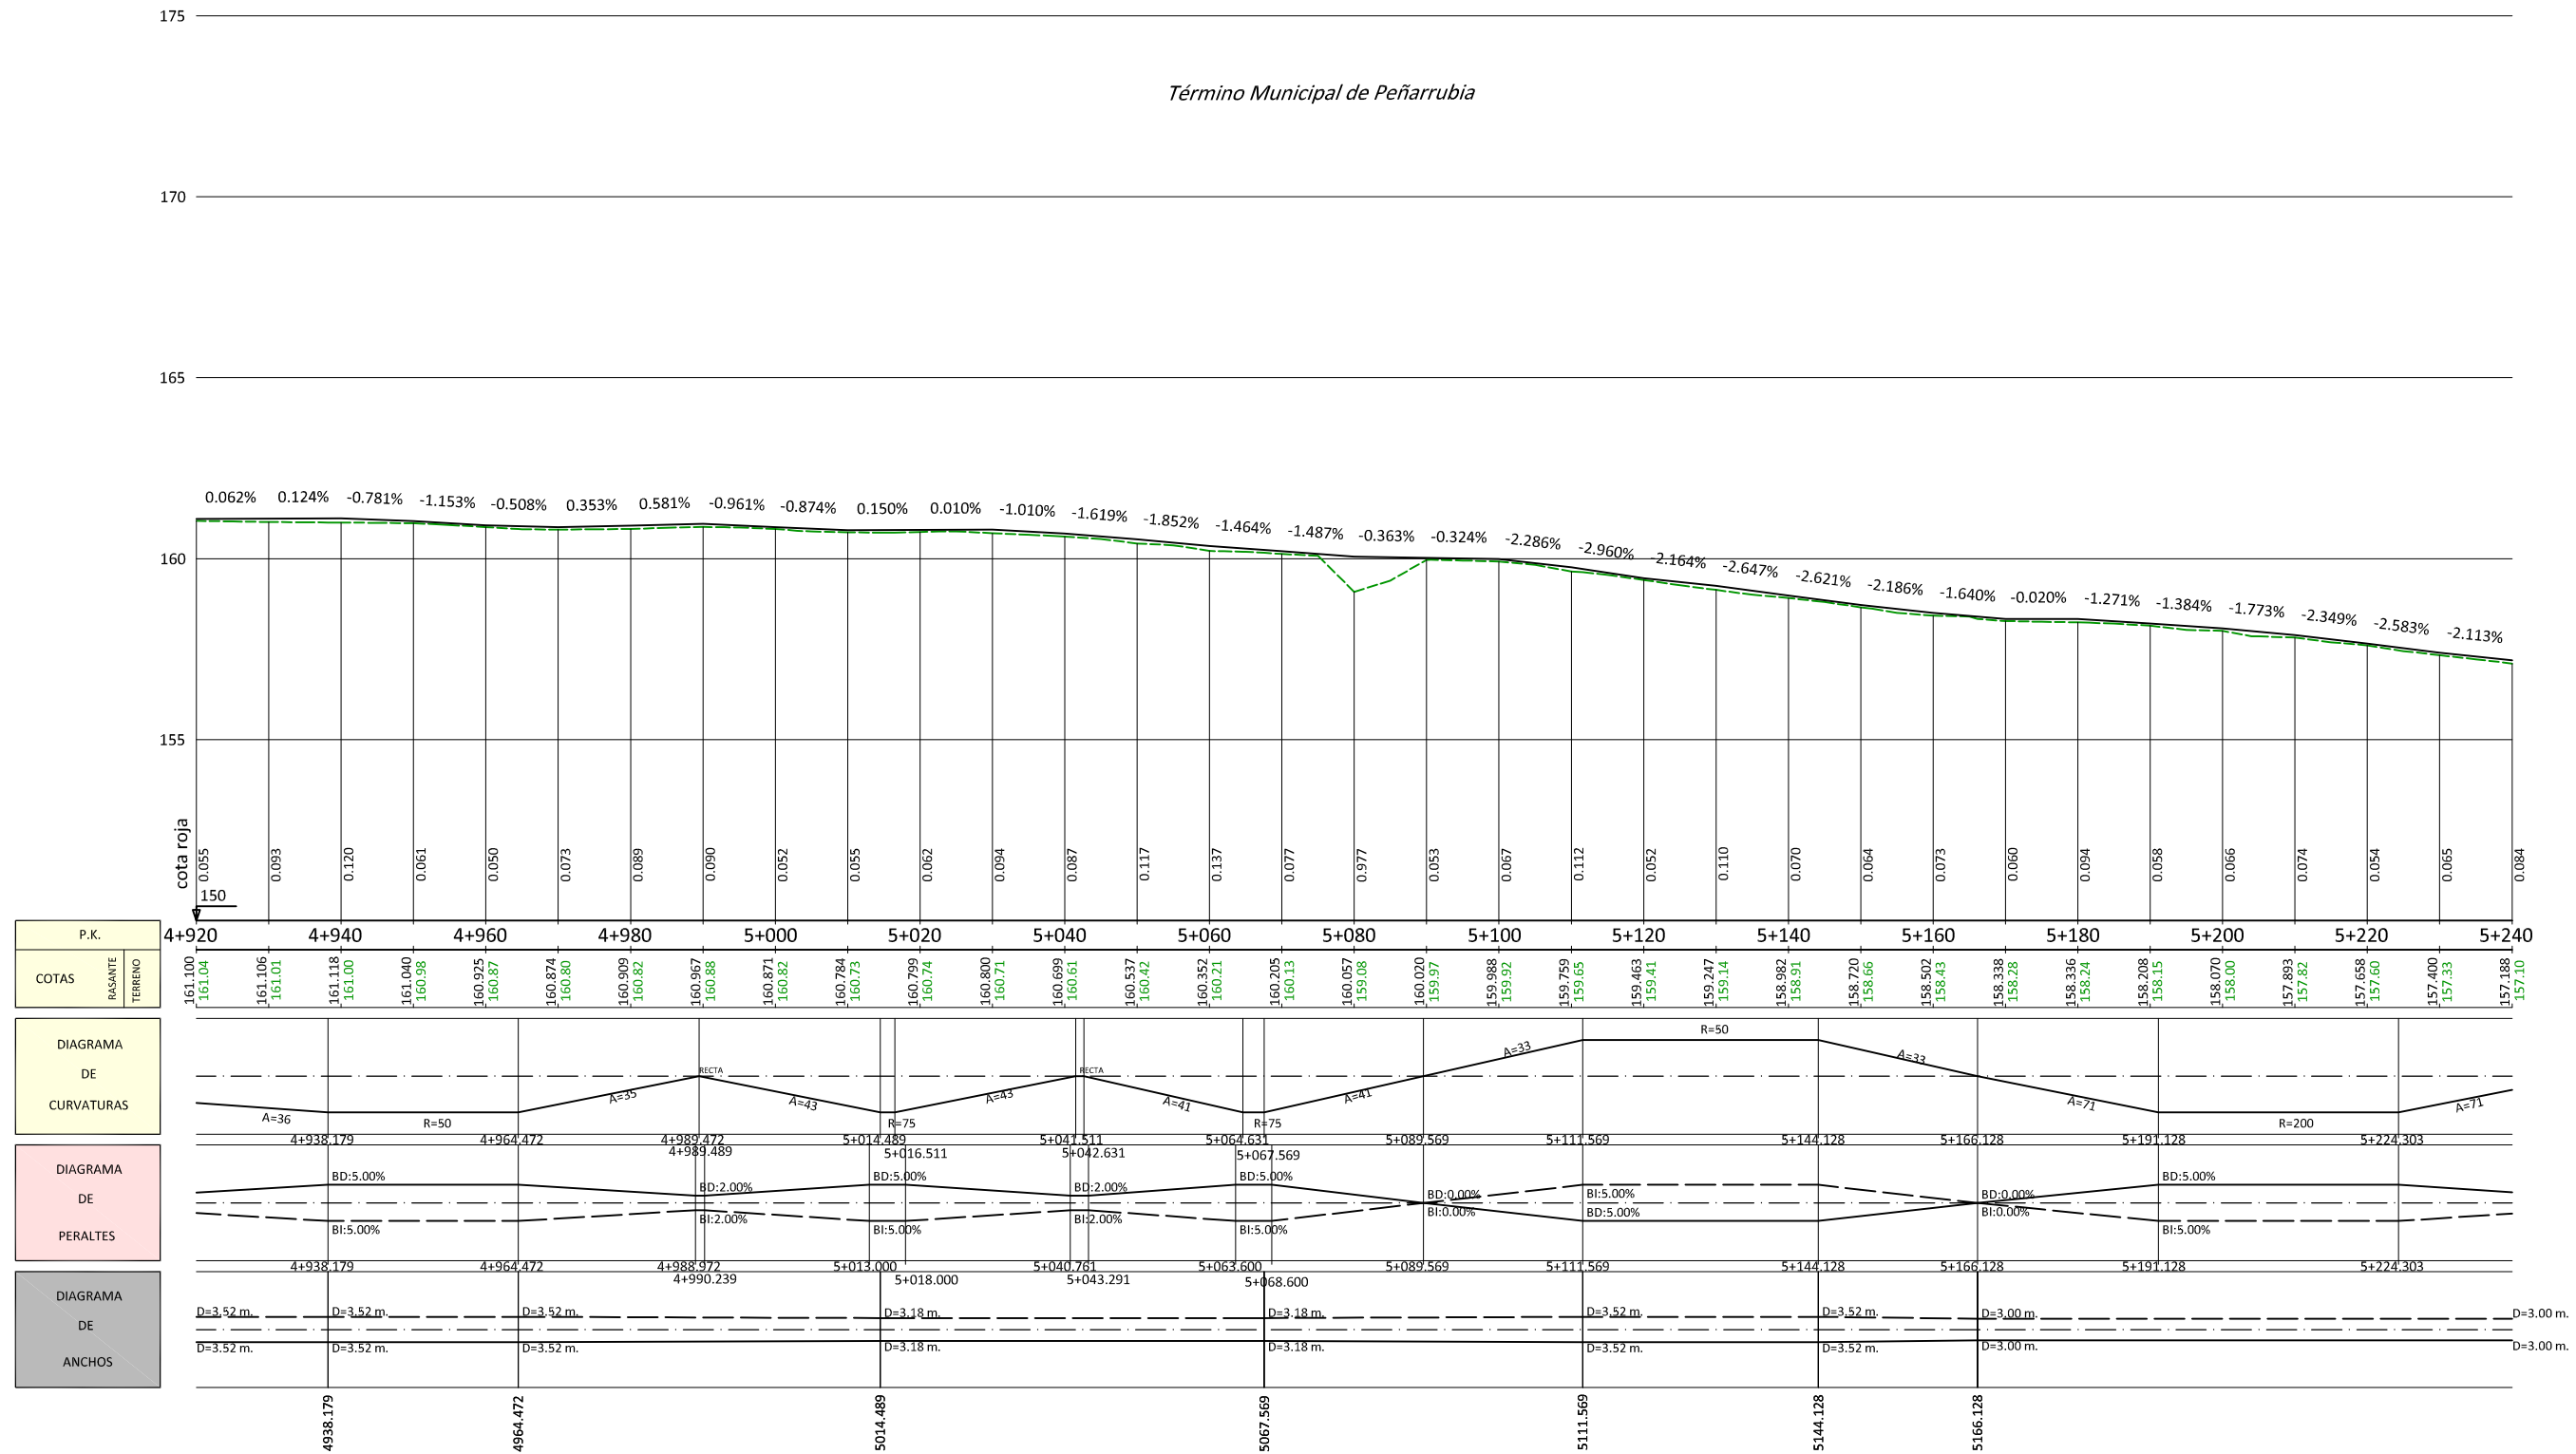 175
Término Municipal de Peñarrubia
170
165
0.062% 0.124% -0.781% -1.153% -0.508% 0.353% 0.581% -0.961% -0.874% 0.150% 0.010% -1.010% -1.619% -1.852% -1.464% -1.487% -0.363% -0.324% -2.286% -2.960% -2.164% -2.647% -2.621% -2.186% -1.640% -0.020% -1.271% -1.384% -1.773% -2.349% -2.583% -2.113%
160
155
cota roja
0.055 0.093 0.120 0.061 0.050 0.073 0.089 0.090 0.052 0.055 0.062 0.094 0.087 0.117 0.137 0.077 0.977 0.053 0.067 0.112 0.052 0.110 0.070 0.064 0.073 0.060 0.094 0.058 0.066 0.074 0.054 0.065 0.084
150
P.K. 4+920 4+940 4+960 4+980 5+000 5+020 5+040 5+060 5+080 5+100 5+120 5+140 5+160 5+180 5+200 5+220 5+240
COTAS
RASANTE
161.100 161.106 161.118 161.040 160.925 160.874 160.909 160.967 160.871 160.784 160.799 160.800 160.699 160.537 160.352 160.205 160.057 160.020 159.988 159.759 159.463 159.247 158.982 158.720 158.502 158.338 158.336 158.208 158.070 157.893 157.658 157.400 157.188
TERRENO
161.04 161.01 161.00 160.98 160.87 160.80 160.82 160.88 160.82 160.73 160.74 160.71 160.61 160.42 160.21 160.13 159.08 159.97 159.92 159.65 159.41 159.14 158.91 158.66 158.43 158.28 158.24 158.15 158.00 157.82 157.60 157.33 157.10
DIAGRAMA
DE
CURVATURAS
A=36 R=50 A=35 RECTA A=43 R=75 A=43 RECTA A=41 R=75 A=41 A=33 R=50 A=33 A=71 R=200 A=71
4+938.179 4+964.472 4+989.472 5+014.489 5+041.511 5+064.631 5+089.569 5+111.569 5+144.128 5+166.128 5+191.128 5+224.303
4+989.489 5+016.511 5+042.631 5+067.569
DIAGRAMA
DE
PERALTES
BD:5.00% BD:2.00% BD:5.00% BD:2.00% BD:5.00% BD:0.00% BI:5.00% BD:0.00% BD:5.00%
BI:5.00% BI:2.00% BI:5.00% BI:2.00% BI:5.00% BI:0.00% BD:5.00% BI:0.00% BI:5.00%
4+938.179 4+964.472 4+988.972 5+013.000 5+040.761 5+063.600 5+089.569 5+111.569 5+144.128 5+166.128 5+191.128 5+224.303
4+990.239 5+018.000 5+043.291 5+068.600
DIAGRAMA
DE
ANCHOS
D=3.52 m. D=3.52 m. D=3.52 m. D=3.18 m. D=3.18 m. D=3.52 m. D=3.52 m. D=3.00 m. D=3.00 m.
D=3.52 m. D=3.52 m. D=3.52 m. D=3.18 m. D=3.18 m. D=3.52 m. D=3.52 m. D=3.00 m. D=3.00 m.
4938.179 4964.472 5014.489 5067.569 5111.569 5144.128 5166.128